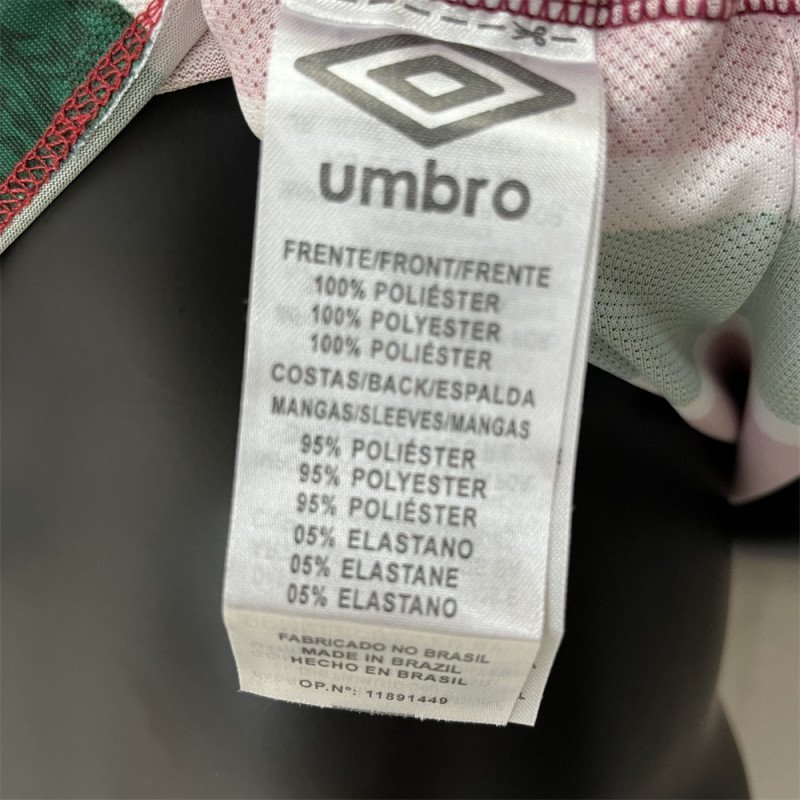 umbro
FRENTE/FRONT/FRENTE
100% POLIÉSTER
100% POLYESTER
100% POLIÉSTER
COSTAS/BACK/ESPALDA
MANGAS/SLEEVES/MANGAS
95% POLIÉSTER
95% POLYESTER
95% POLIÉSTER
05% ELASTANO
05% ELASTANE
05% ELASTANO
FABRICADO NO BRASIL
MADE IN BRAZIL
HECHO EN BRASIL
OP.Nº: 11891449